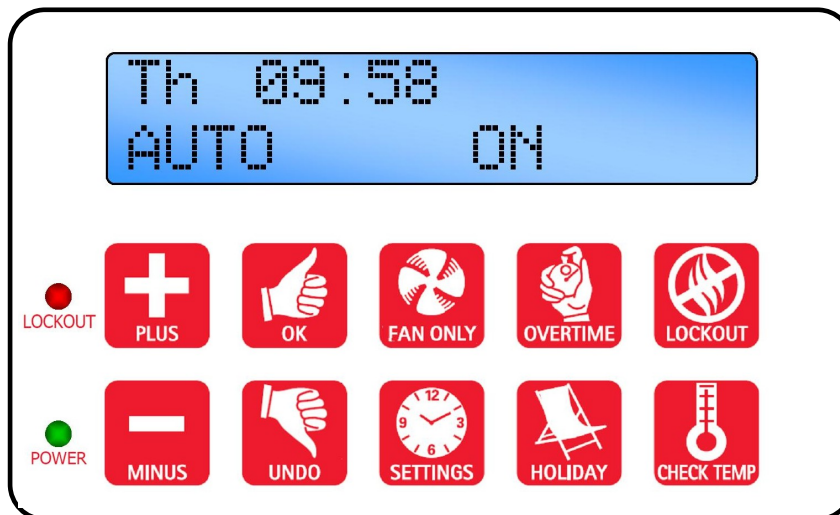 Th 09:58
AUTO ON
LOCKOUT
PLUS
OK
FAN ONLY
OVERTIME
LOCKOUT
POWER
MINUS
UNDO
12
9
3
6
SETTINGS
HOLIDAY
CHECK TEMP